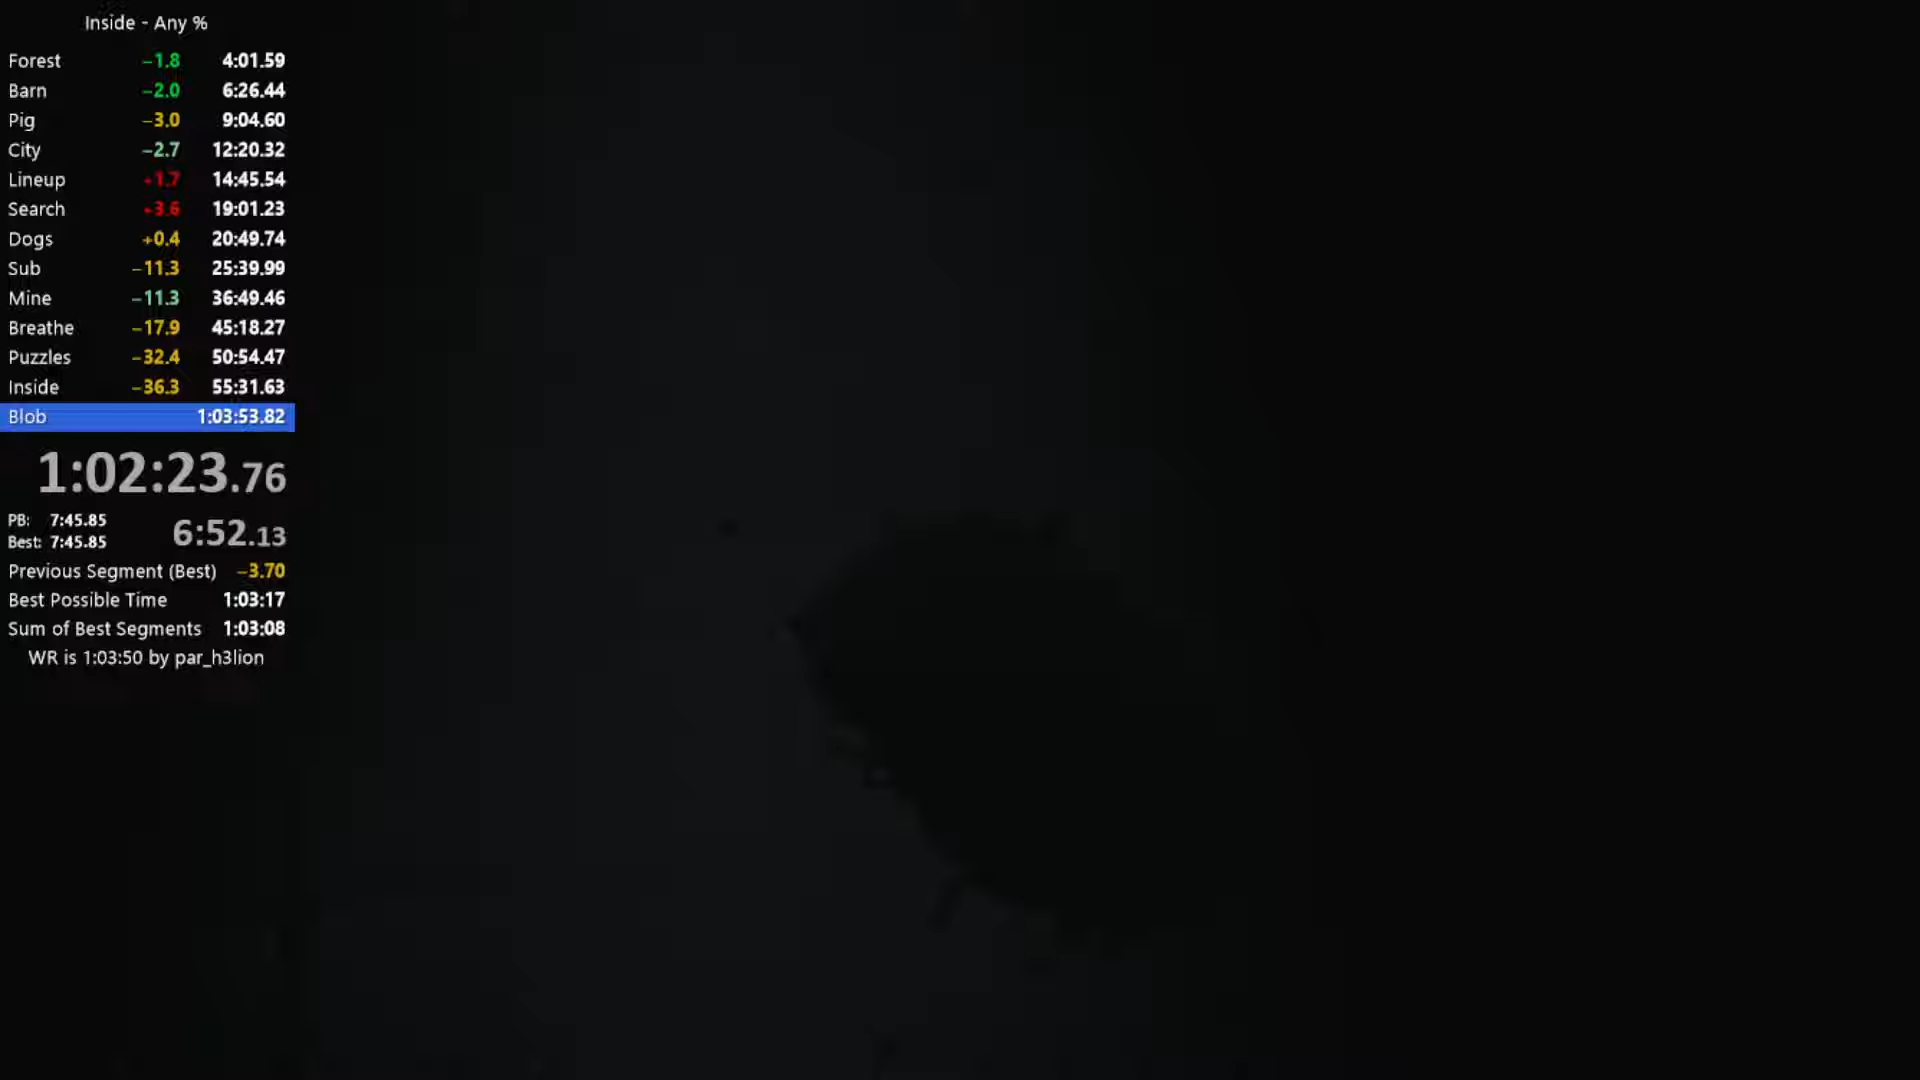 Inside - Any %
Forest −1.8 4:01.59
Barn −2.0 6:26.44
Pig −3.0 9:04.60
City −2.7 12:20.32
Lineup +1.7 14:45.54
Search +3.6 19:01.23
Dogs +0.4 20:49.74
Sub −11.3 25:39.99
Mine −11.3 36:49.46
Breathe −17.9 45:18.27
Puzzles −32.4 50:54.47
Inside −36.3 55:31.63
Blob 1:03:53.82
1:02:23.76
PB: 7:45.85
Best: 7:45.85
6:52.13
Previous Segment (Best) −3.70
Best Possible Time 1:03:17
Sum of Best Segments 1:03:08
WR is 1:03:50 by par_h3lion